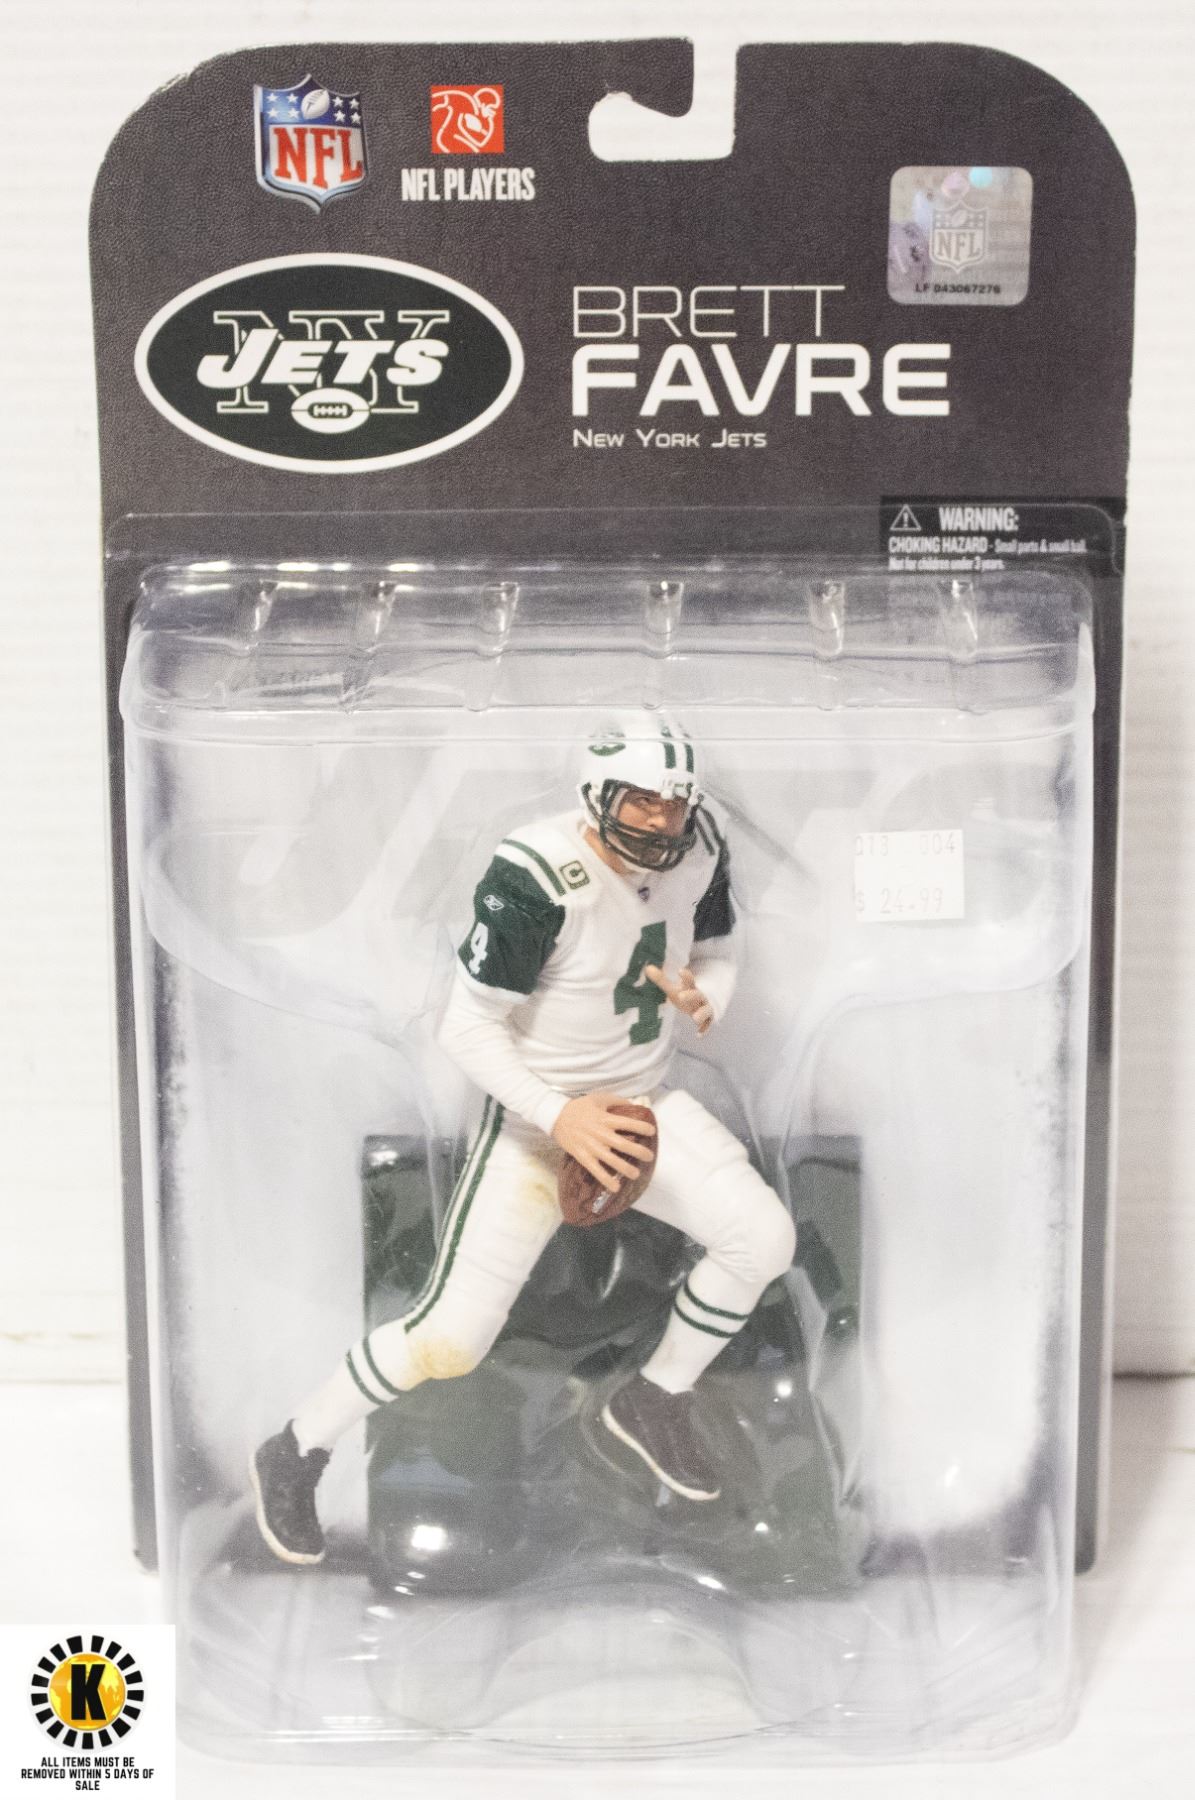 NFL
NFL PLAYERS
NFL
LF 043067276
NY
JETS
BRETT
FAVRE
NEW YORK JETS
WARNING:
CHOKING HAZARD - Small parts & small ball.
Not for children under 3 years.
C
4
4
$ 24.99
K
ALL ITEMS MUST BE
REMOVED WITHIN 5 DAYS OF
SALE